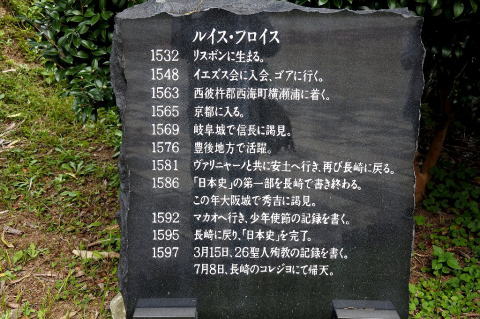 ルイス・フロイス
1532 リスボンに生まる。
1548 イエズス会に入会、ゴアに行く。
1563 西彼杵郡西海町横瀬浦に着く。
1565 京都に入る。
1569 岐阜城で信長に謁見。
1576 豊後地方で活躍。
1581 ヴァリニャーノと共に安土へ行き、再び長崎に戻る。
1586 「日本史」の第一部を長崎で書き終わる。
この年大阪城で秀吉に謁見。
1592 マカオへ行き、少年使節の記録を書く。
1595 長崎に戻り、「日本史」を完了。
1597 3月15日、26聖人殉教の記録を書く。
7月8日、長崎のコレジヨにて帰天。